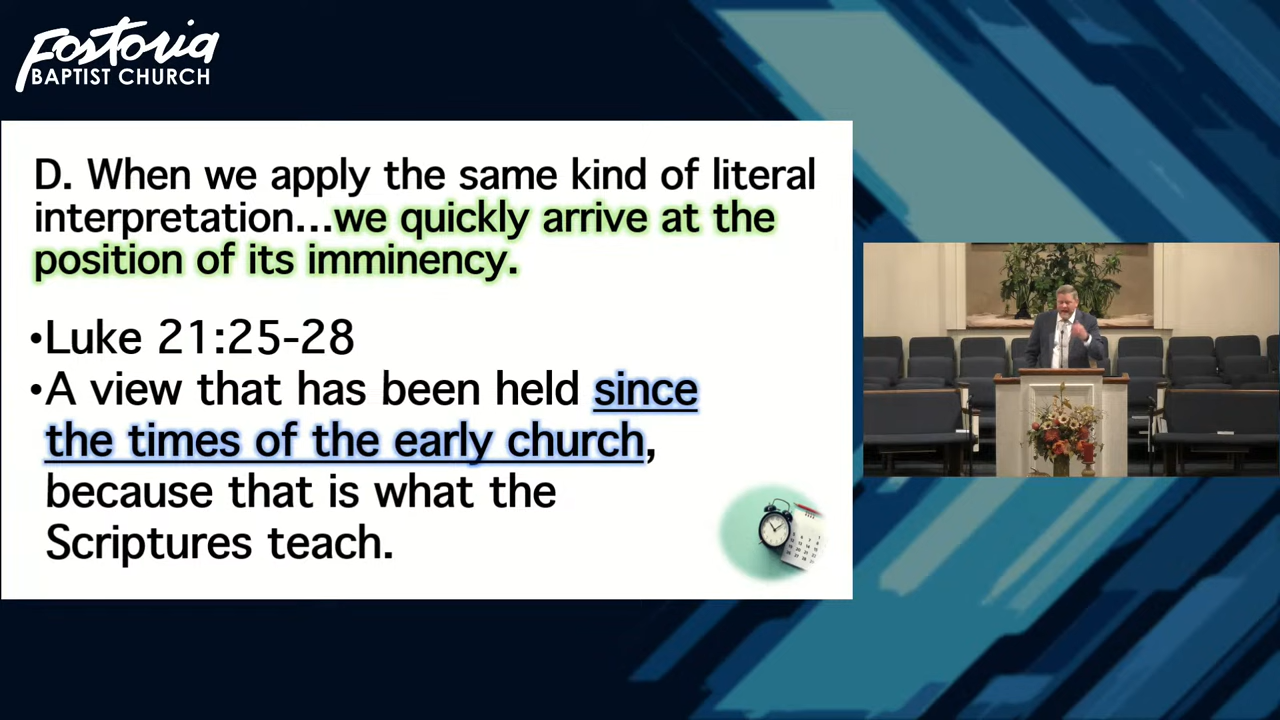 Fostoria
BAPTIST CHURCH
D. When we apply the same kind of literal
interpretation...we quickly arrive at the
position of its imminency.
•Luke 21:25-28
•A view that has been held since
the times of the early church,
because that is what the
Scriptures teach.